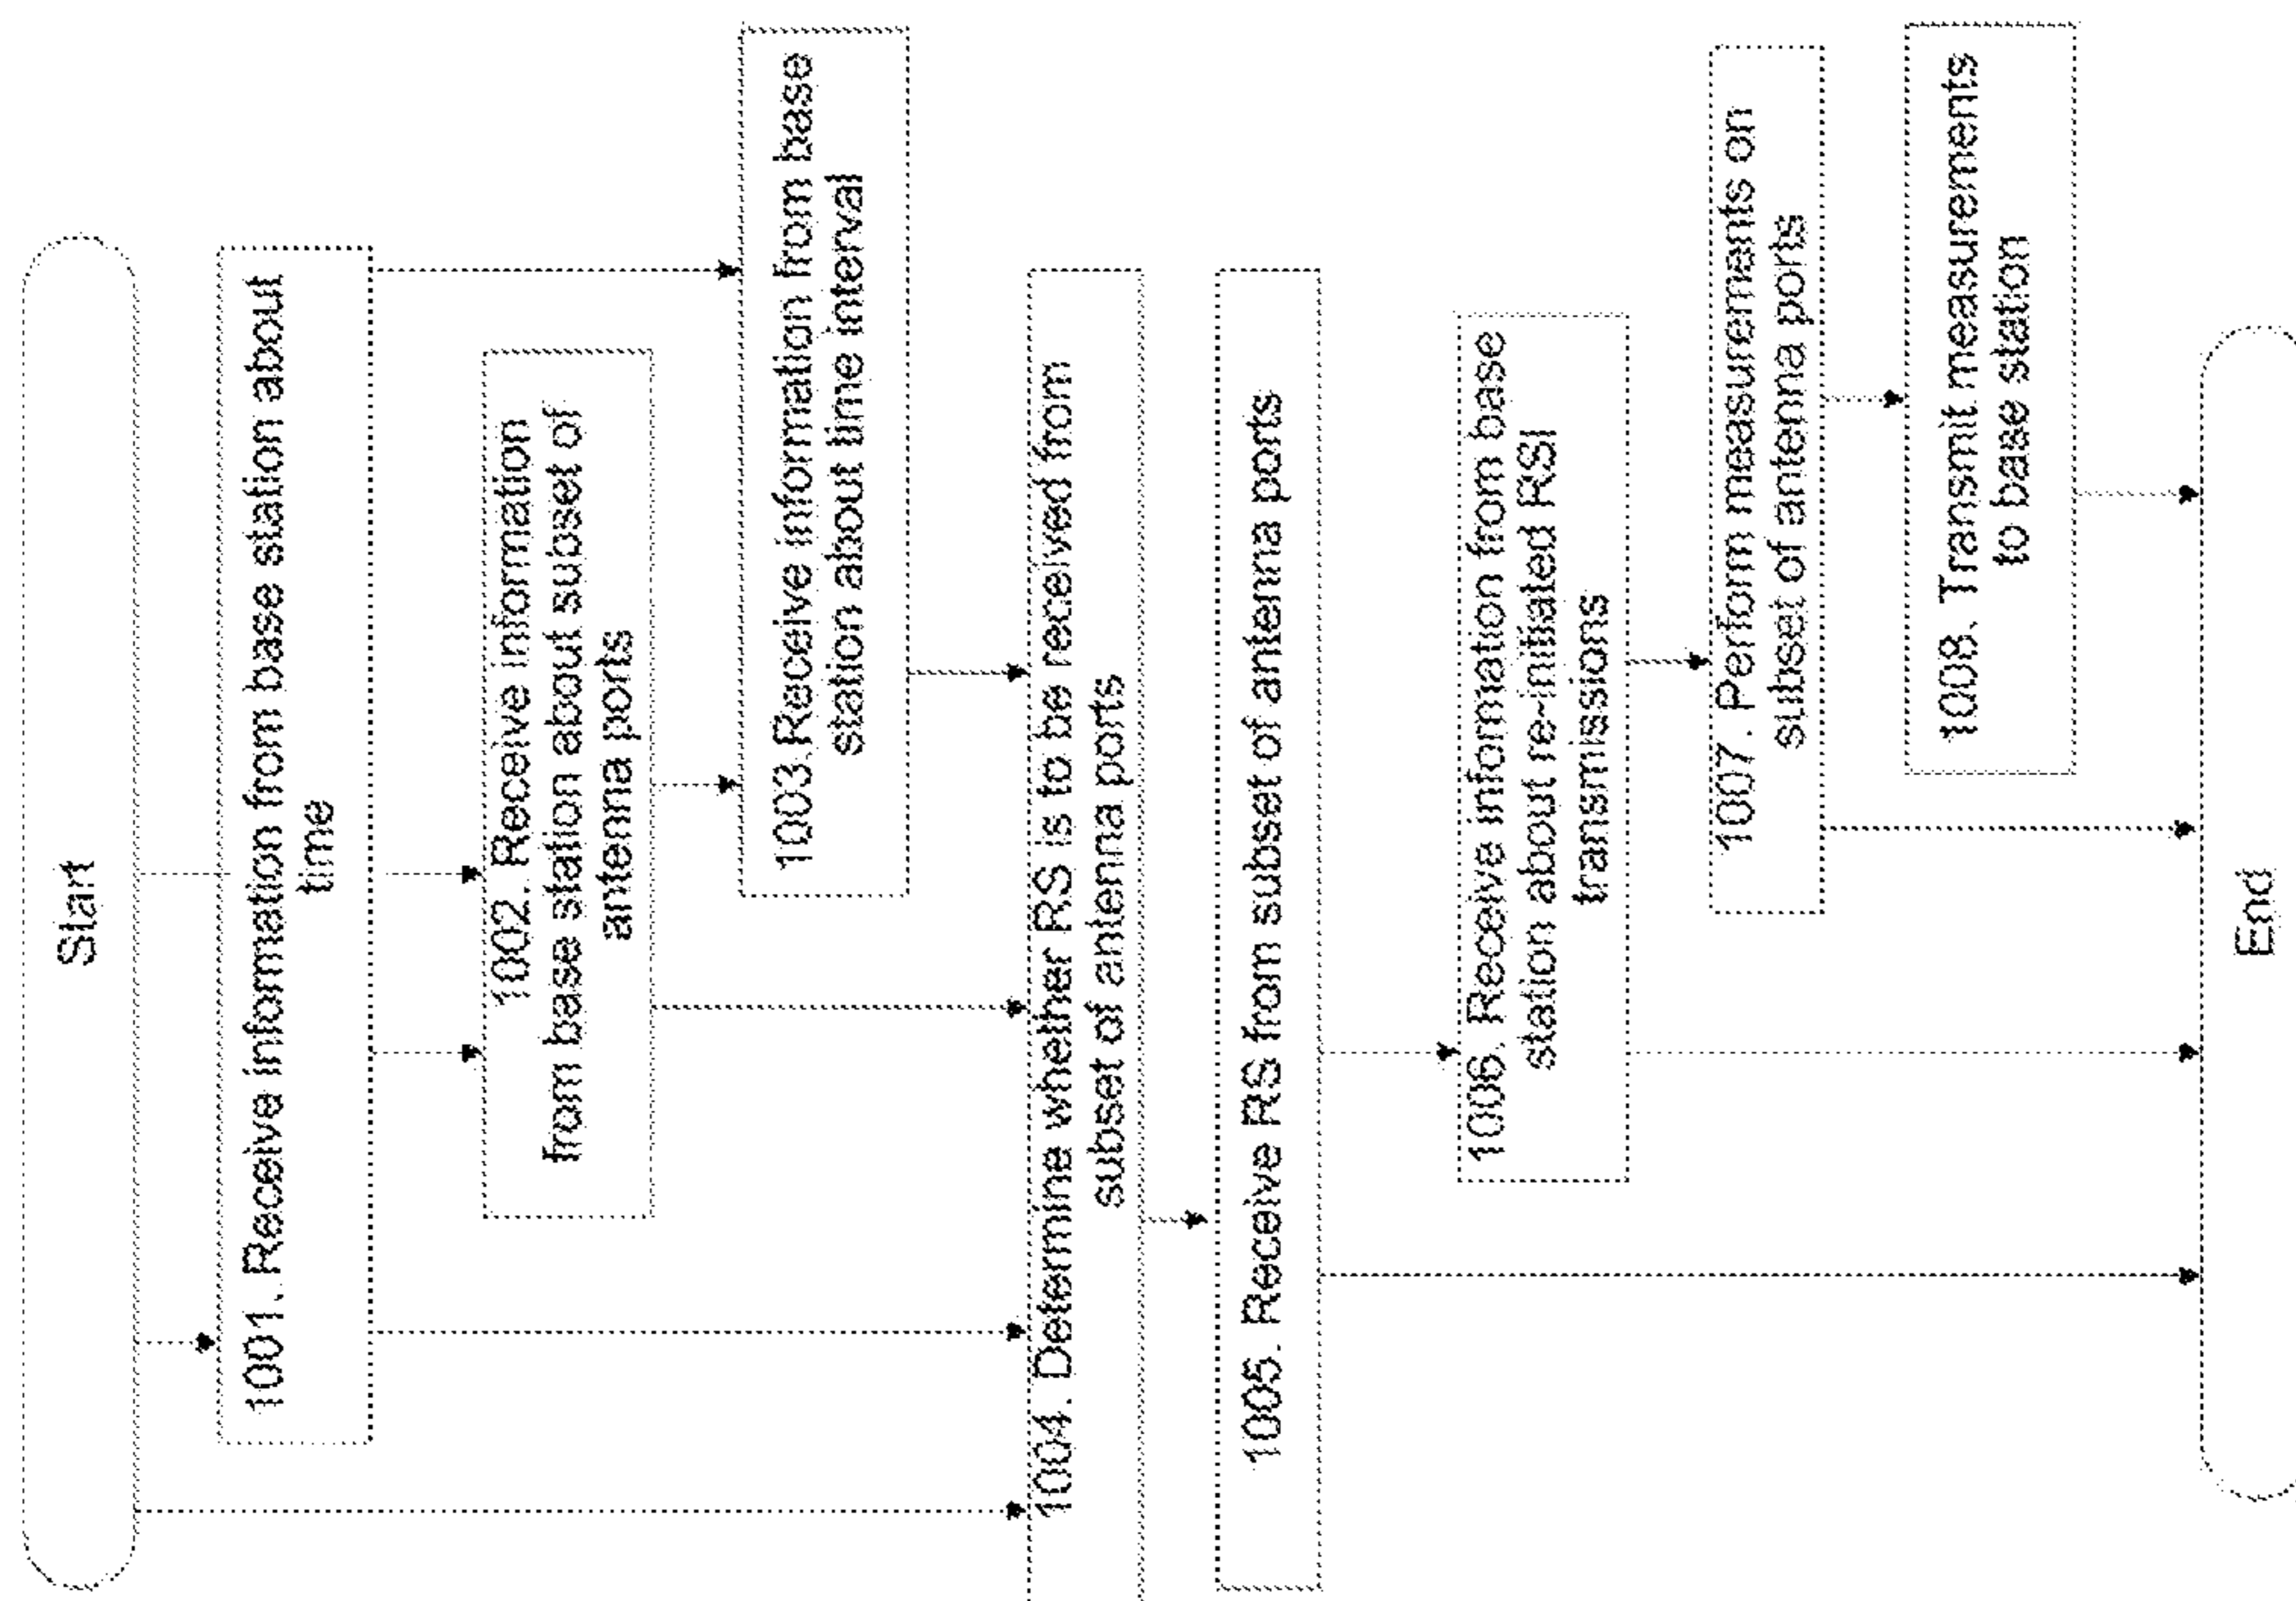 Start
1001. Receive information from base station about
time
1002. Receive information
from base station about subset of
antenna ports
1003.Receive information from base
station about time interval
1004. Determine whether RS is to be received from
subset of antenna ports
1005. Receive RS from subset of antenna ports
1006. Receive information from base
station about re-initiated RSI
transmissions
1007. Perform measurements on
subset of antenna ports
1008. Transmit measurements
to base station
End